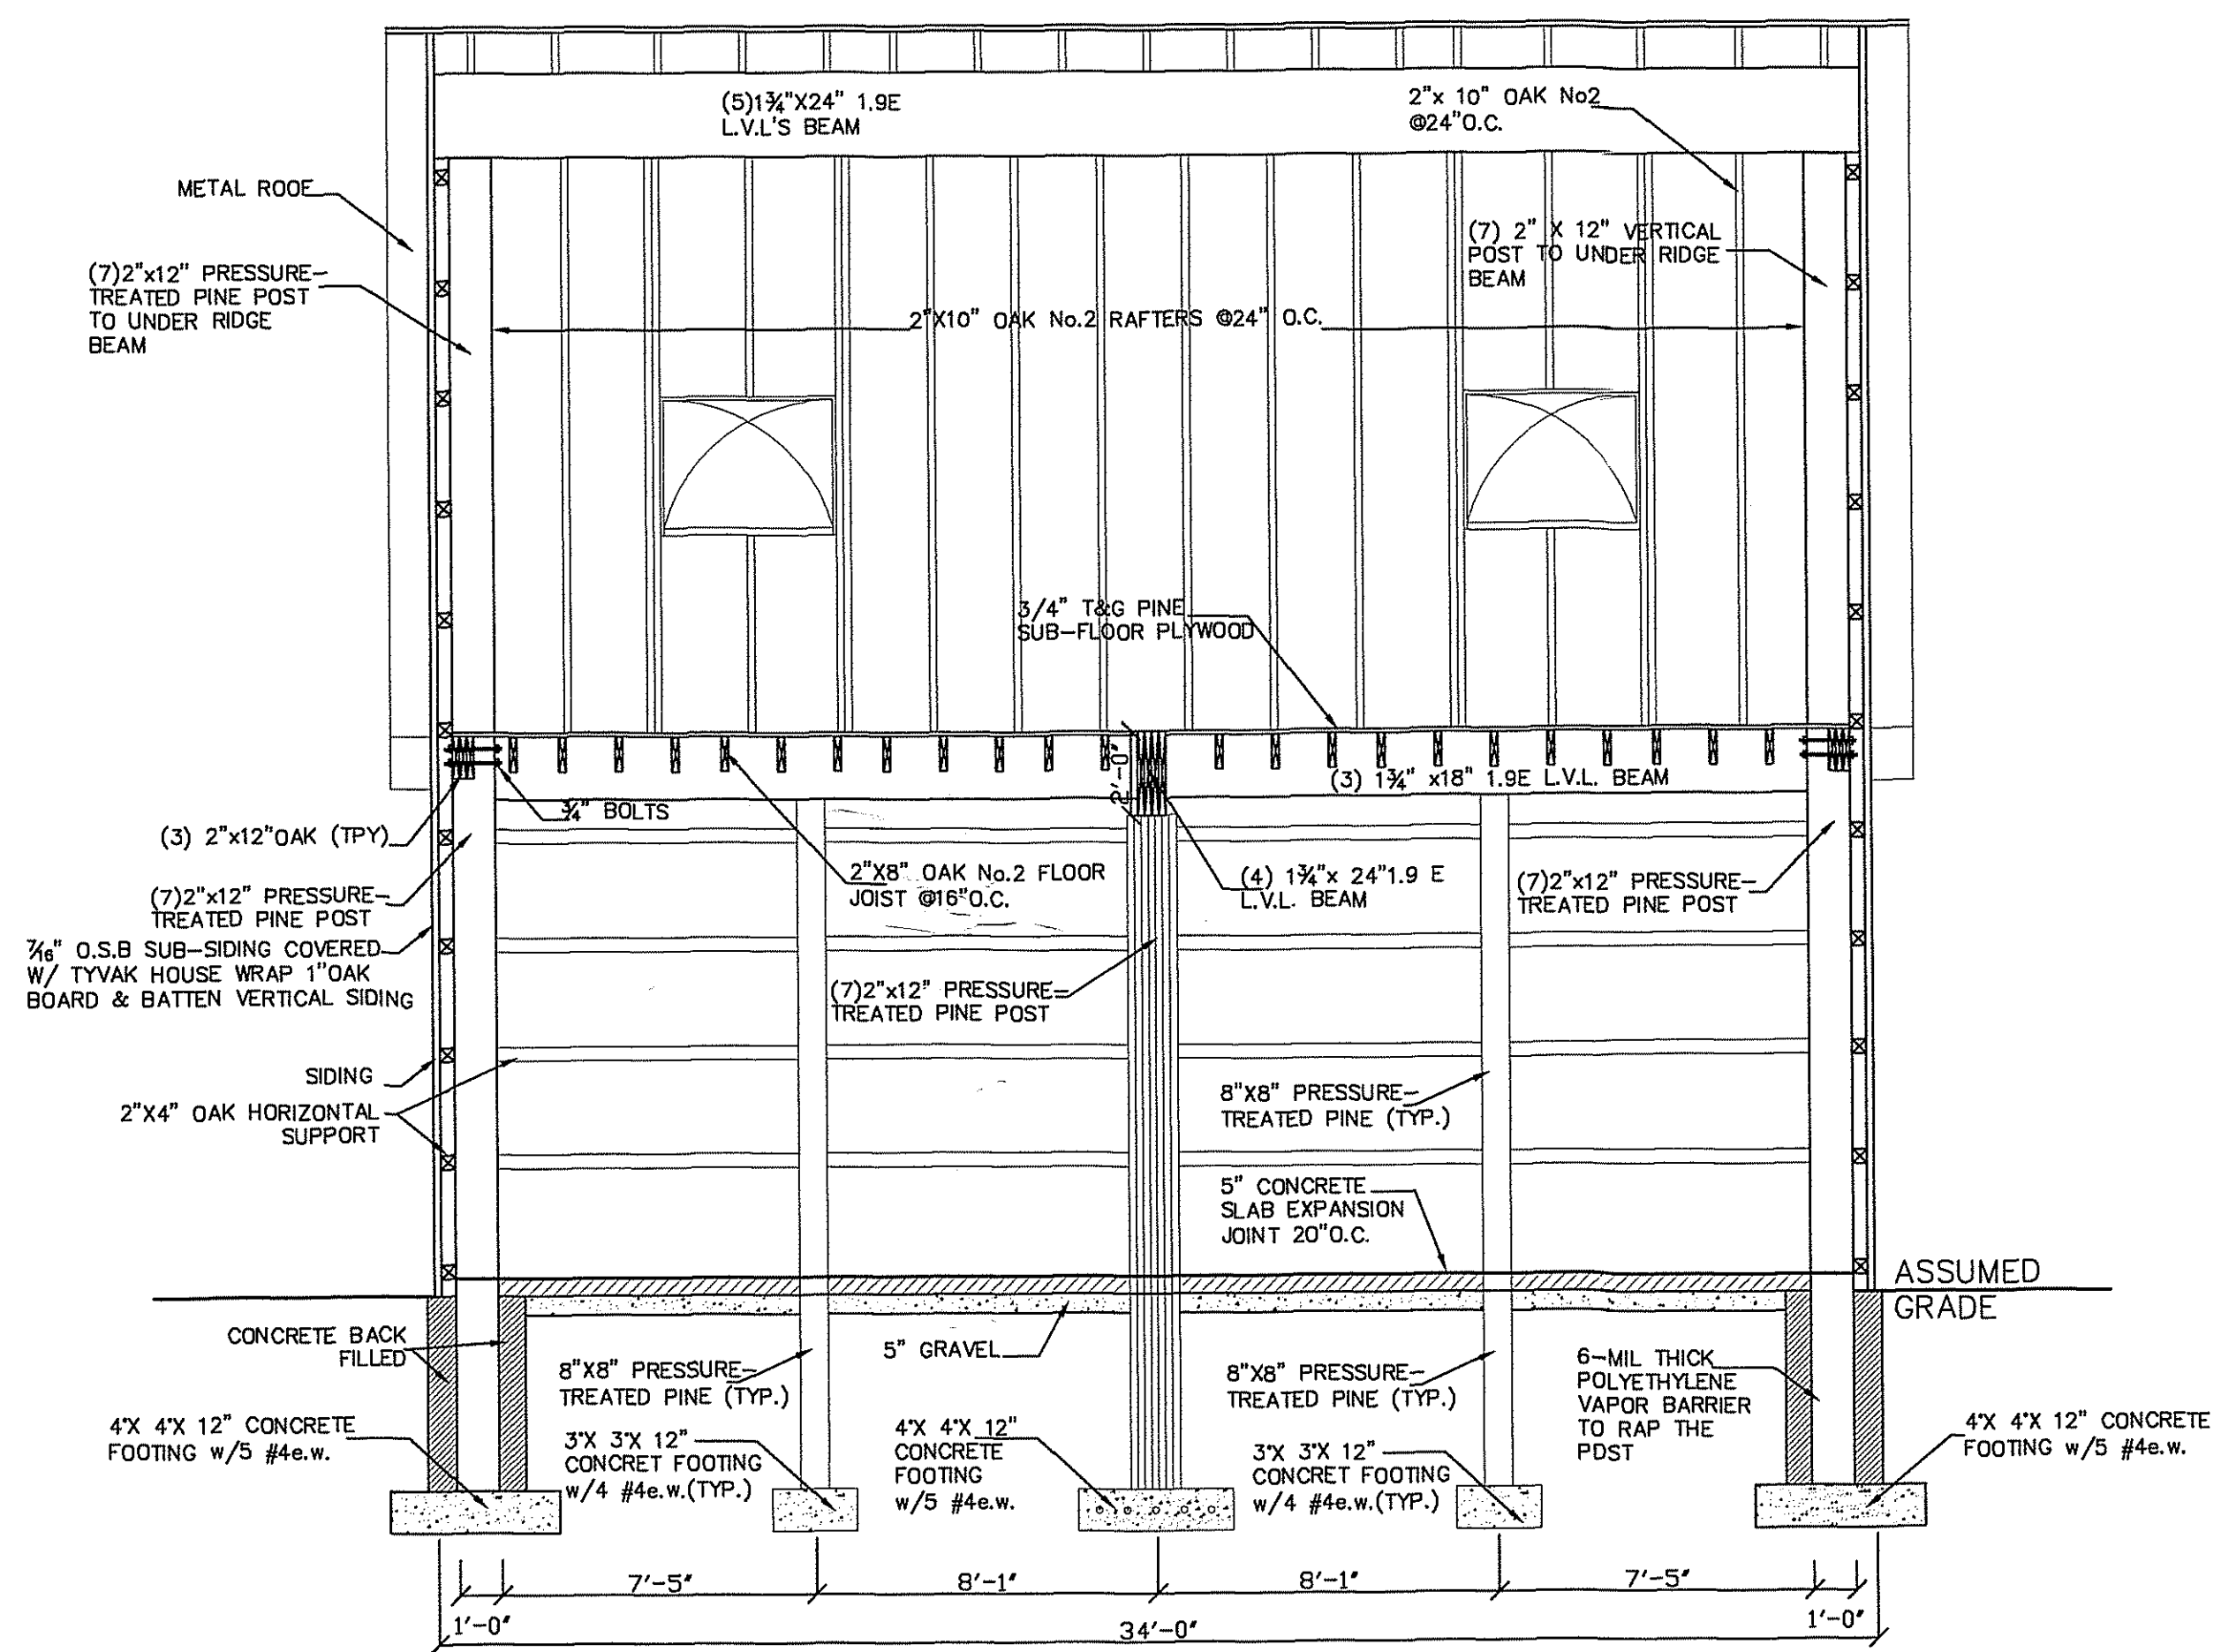 (5)1¾"X24" 1.9E
L.V.L'S BEAM
2"x 10" OAK No2
@24"O.C.
METAL ROOF
(7)2"x12" PRESSURE-
TREATED PINE POST
TO UNDER RIDGE
BEAM
(7) 2" X 12" VERTICAL
POST TO UNDER RIDGE
BEAM
2"X10" OAK No.2 RAFTERS @24" O.C.
3/4" T&G PINE
SUB-FLOOR PLYWOOD
2'-0"
(3) 1¾" x18" 1.9E L.V.L. BEAM
¾" BOLTS
(3) 2"x12"OAK (TPY)
2"X8" OAK No.2 FLOOR
JOIST @16"O.C.
(4) 1¾"x 24"1.9 E
L.V.L. BEAM
(7)2"x12" PRESSURE-
TREATED PINE POST
(7)2"x12" PRESSURE-
TREATED PINE POST
7/16" O.S.B SUB-SIDING COVERED
W/ TYVAK HOUSE WRAP 1"OAK
BOARD & BATTEN VERTICAL SIDING
(7)2"x12" PRESSURE-
TREATED PINE POST
SIDING
2"X4" OAK HORIZONTAL
SUPPORT
8"X8" PRESSURE-
TREATED PINE (TYP.)
5" CONCRETE
SLAB EXPANSION
JOINT 20"O.C.
ASSUMED
GRADE
CONCRETE BACK
FILLED
5" GRAVEL
8"X8" PRESSURE-
TREATED PINE (TYP.)
8"X8" PRESSURE-
TREATED PINE (TYP.)
6-MIL THICK
POLYETHYLENE
VAPOR BARRIER
TO RAP THE
POST
4'X 4'X 12" CONCRETE
FOOTING w/5 #4e.w.
3'X 3'X 12"
CONCRET FOOTING
w/4 #4e.w.(TYP.)
4'X 4'X 12"
CONCRETE
FOOTING
w/5 #4e.w.
3'X 3'X 12"
CONCRET FOOTING
w/4 #4e.w.(TYP.)
4'X 4'X 12" CONCRETE
FOOTING w/5 #4e.w.
7'-5"
8'-1"
8'-1"
7'-5"
1'-0"
34'-0"
1'-0"